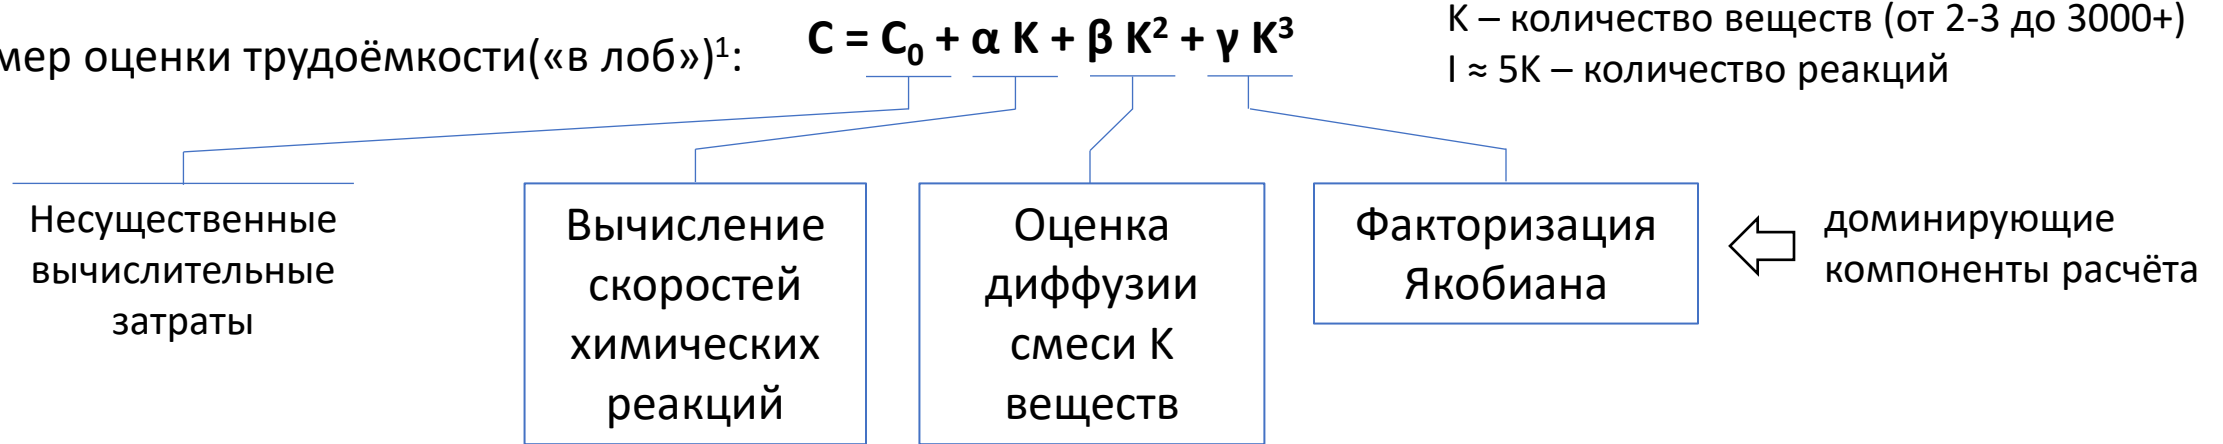 мер оценки трудоёмкости(«в лоб»)¹:
C = C₀ + α K + β K² + γ K³
K – количество веществ (от 2-3 до 3000+)
I ≈ 5K – количество реакций
Несущественные
вычислительные
затраты
Вычисление
скоростей
химических
реакций
Оценка
диффузии
смеси K
веществ
Факторизация
Якобиана
доминирующие
компоненты расчёта